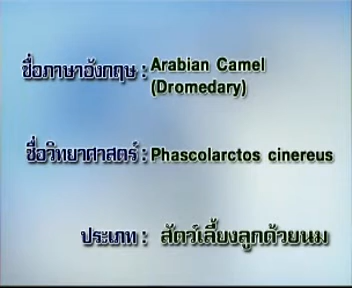 ชื่อภาษาอังกฤษ : Arabian Camel
(Dromedary)
ชื่อวิทยาศาสตร์ : Phascolarctos cinereus
ประเภท : สัตว์เลี้ยงลูกด้วยนม